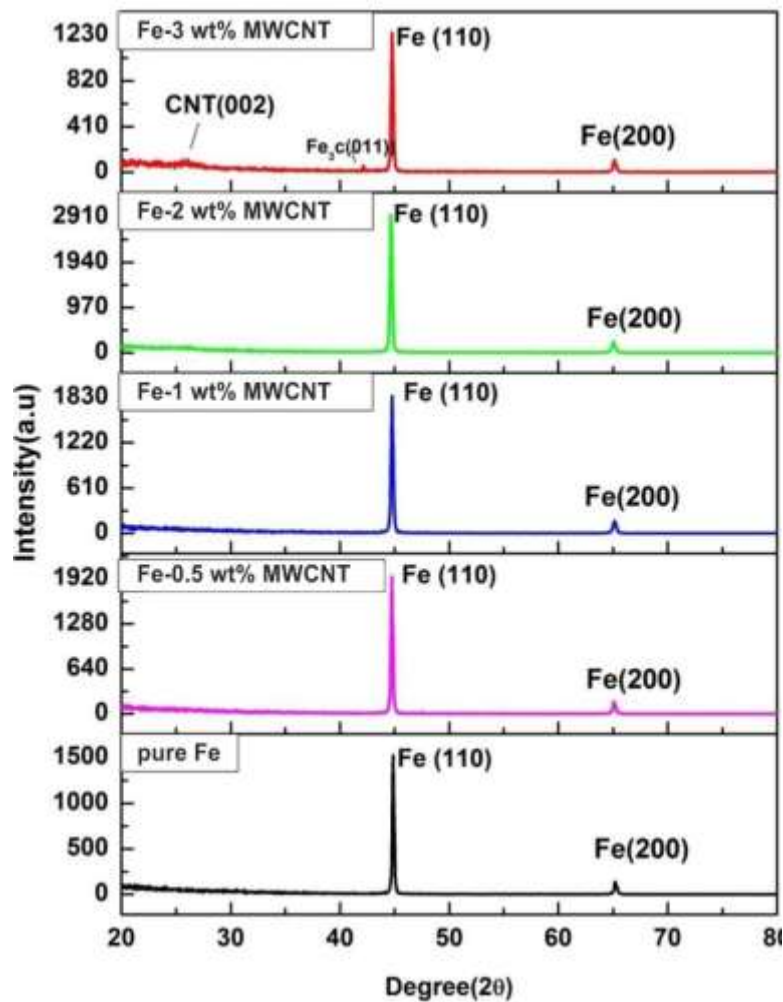 Fe-3 wt% MWCNT
Fe (110)
1230
820
410
0
CNT(002)
Fe₃c(011)
Fe(200)
Fe-2 wt% MWCNT
Fe (110)
2910
1940
970
0
Fe(200)
Fe-1 wt% MWCNT
Fe (110)
1830
1220
610
0
Fe(200)
Fe-0.5 wt% MWCNT
Fe (110)
1920
1280
640
0
Fe(200)
pure Fe
Fe (110)
1500
1000
500
0
Fe(200)
Intensity(a.u)
20 30 40 50 60 70 80
Degree(2θ)